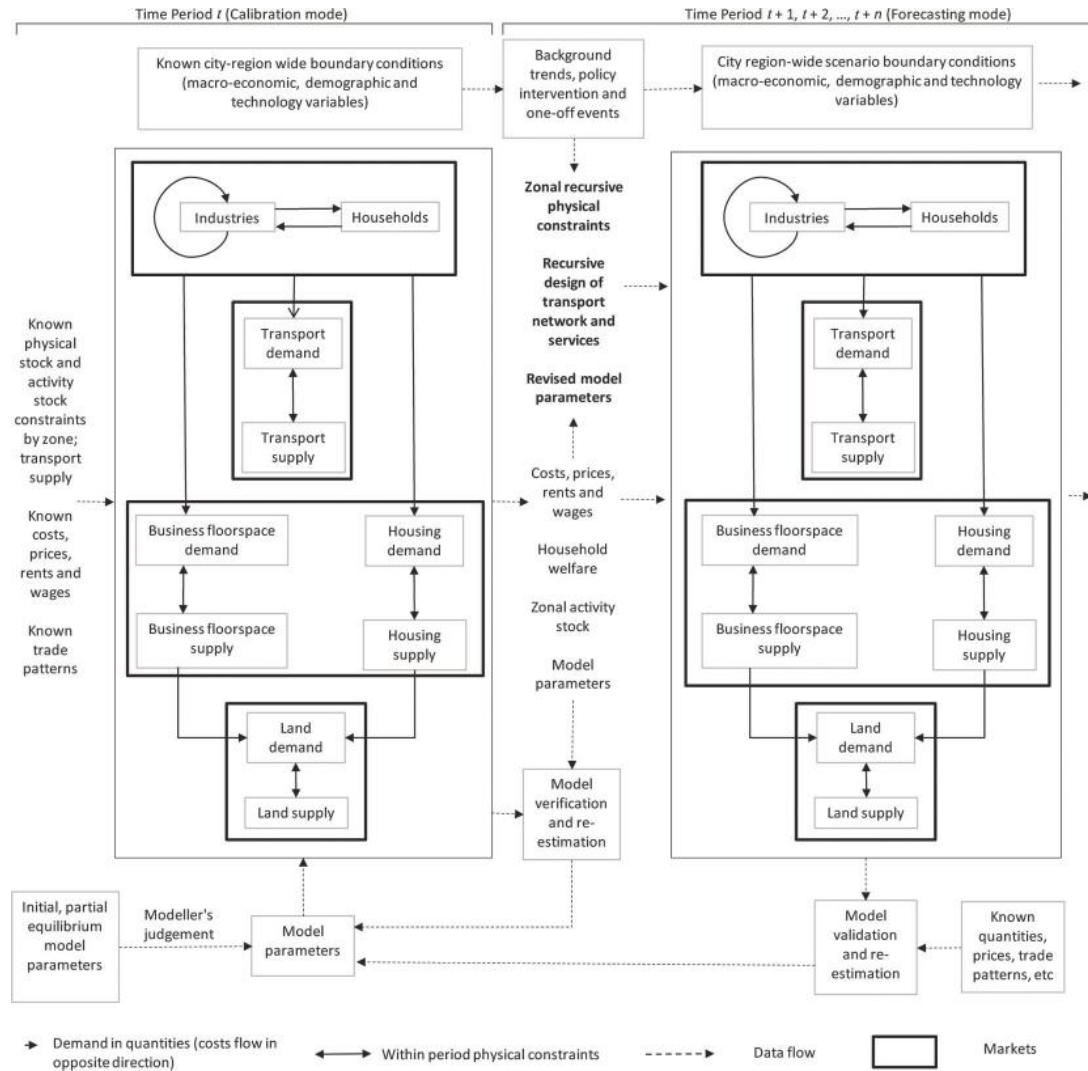 Time Period t (Calibration mode)
Time Period t + 1, t + 2, ..., t + n (Forecasting mode)
Known city-region wide boundary conditions
(macro-economic, demographic and
technology variables)
Background
trends, policy
intervention and
one-off events
City region-wide scenario boundary conditions
(macro-economic, demographic and technology
variables)
Industries
Households
Transport
demand
Transport
supply
Known
physical
stock and
activity
stock
constraints
by zone;
transport
supply
Known
costs,
prices,
rents and
wages
Known
trade
patterns
Business floorspace
demand
Housing
demand
Business floorspace
supply
Housing
supply
Land
demand
Land supply
Zonal recursive
physical
constraints
Recursive
design of
transport
network and
services
Revised model
parameters
Costs, prices,
rents and
wages
Household
welfare
Zonal activity
stock
Model
parameters
Model
verification
and re-
estimation
Industries
Households
Transport
demand
Transport
supply
Business floorspace
demand
Housing
demand
Business floorspace
supply
Housing
supply
Land
demand
Land supply
Initial, partial
equilibrium
model
parameters
Modeller's
judgement
Model
parameters
Model
validation
and re-
estimation
Known
quantities,
prices, trade
patterns, etc
Demand in quantities (costs flow in
opposite direction)
Within period physical constraints
Data flow
Markets